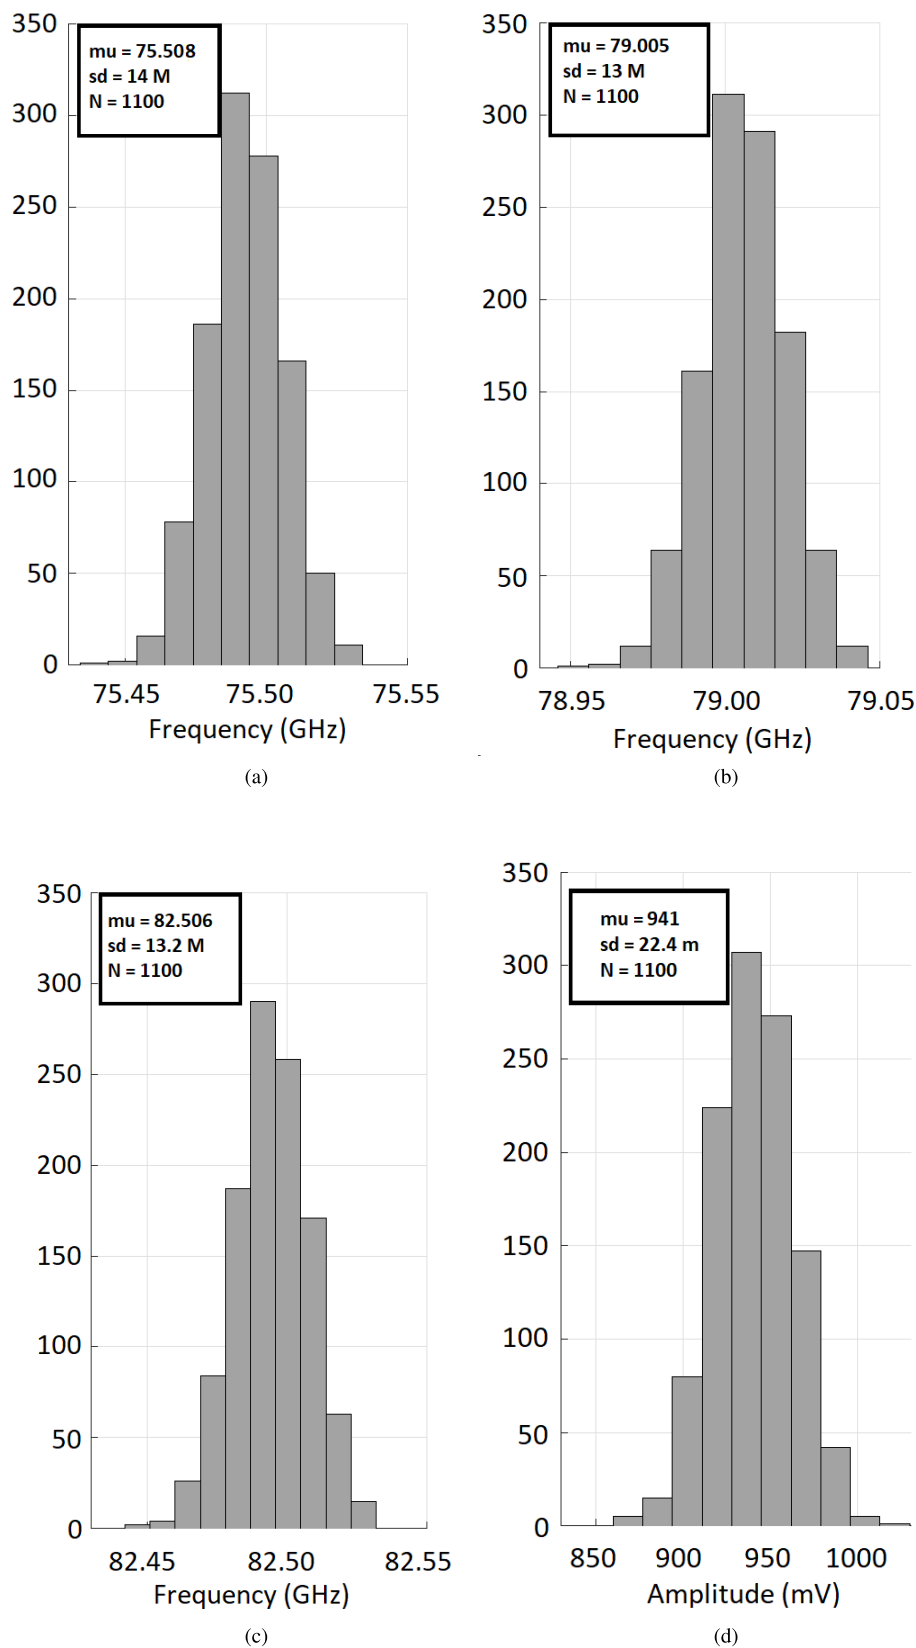 350
300
250
200
150
100
50
0
mu = 75.508
sd = 14 M
N = 1100
75.45 75.50 75.55
Frequency (GHz)
(a)
350
300
250
200
150
100
50
0
mu = 79.005
sd = 13 M
N = 1100
78.95 79.00 79.05
Frequency (GHz)
(b)
350
300
250
200
150
100
50
0
mu = 82.506
sd = 13.2 M
N = 1100
82.45 82.50 82.55
Frequency (GHz)
(c)
350
300
250
200
150
100
50
0
mu = 941
sd = 22.4 m
N = 1100
850 900 950 1000
Amplitude (mV)
(d)